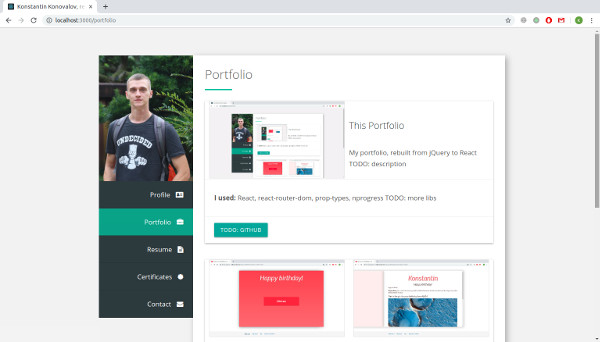 Konstantin Konovalov, In
localhost:3000/portfolio
Portfolio
UNDECIDED
This Portfolio
My portfolio, rebuilt from jQuery to React
TODO: description
Profile
I used: React, react-router-dom, prop-types, nprogress TODO: more libs
Portfolio
TODO: GITHUB
Resume
Certificates
Contact
Happy birthday!
Konstantin